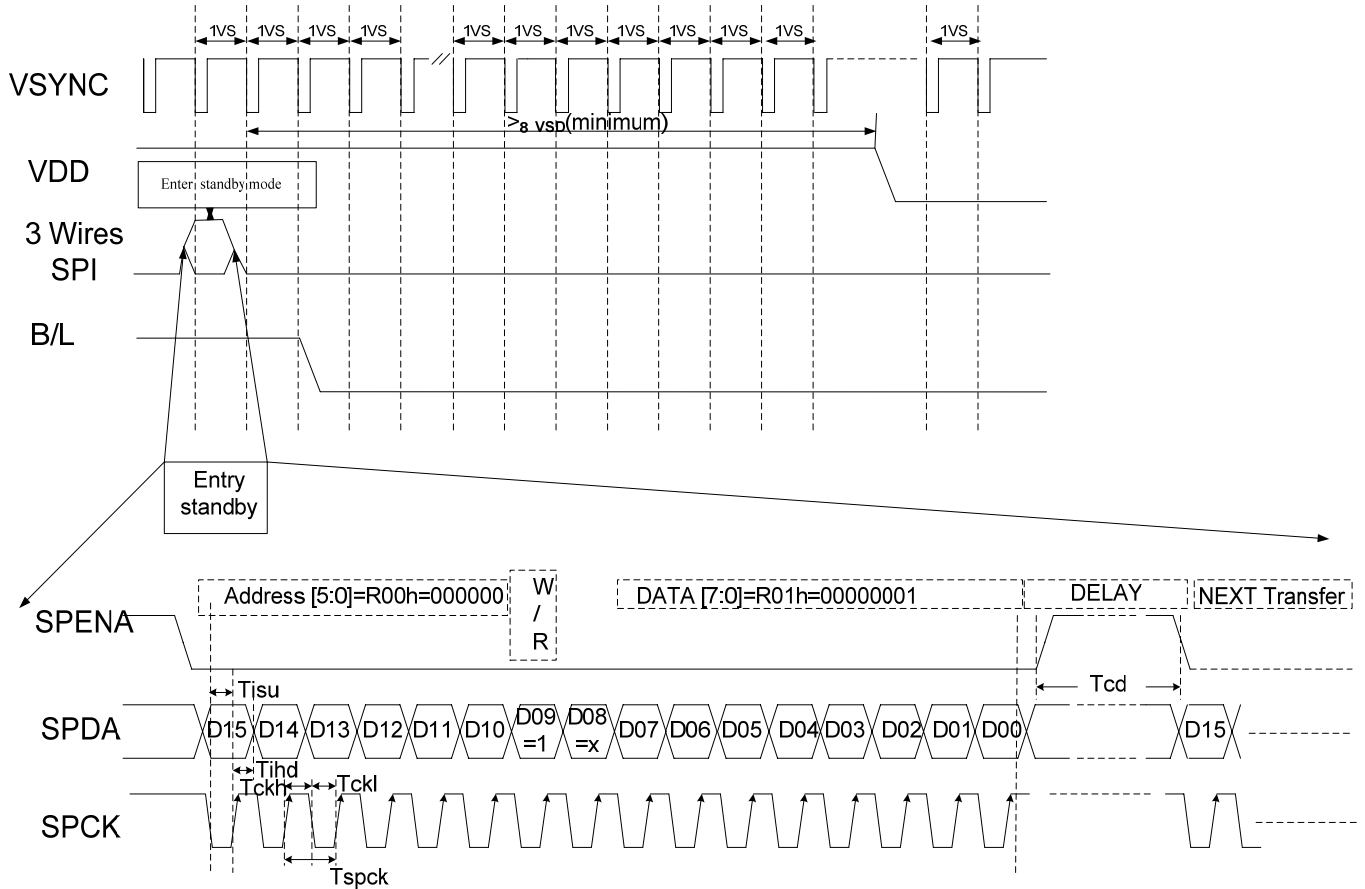 1VS 1VS 1VS 1VS 1VS 1VS 1VS 1VS 1VS 1VS 1VS 1VS
VSYNC
>8 VSD(minimum)
VDD
Enter standby mode
3 Wires
SPI
B/L
Entry
standby
Address [5:0]=R00h=000000
W
/
R
DATA [7:0]=R01h=00000001
DELAY
NEXT Transfer
SPENA
Tisu
Tcd
SPDA
D15 D14 D13 D12 D11 D10 D09 =1 D08 =x D07 D06 D05 D04 D03 D02 D01 D00 D15
Tihd
Tckh
Tckl
SPCK
Tspck